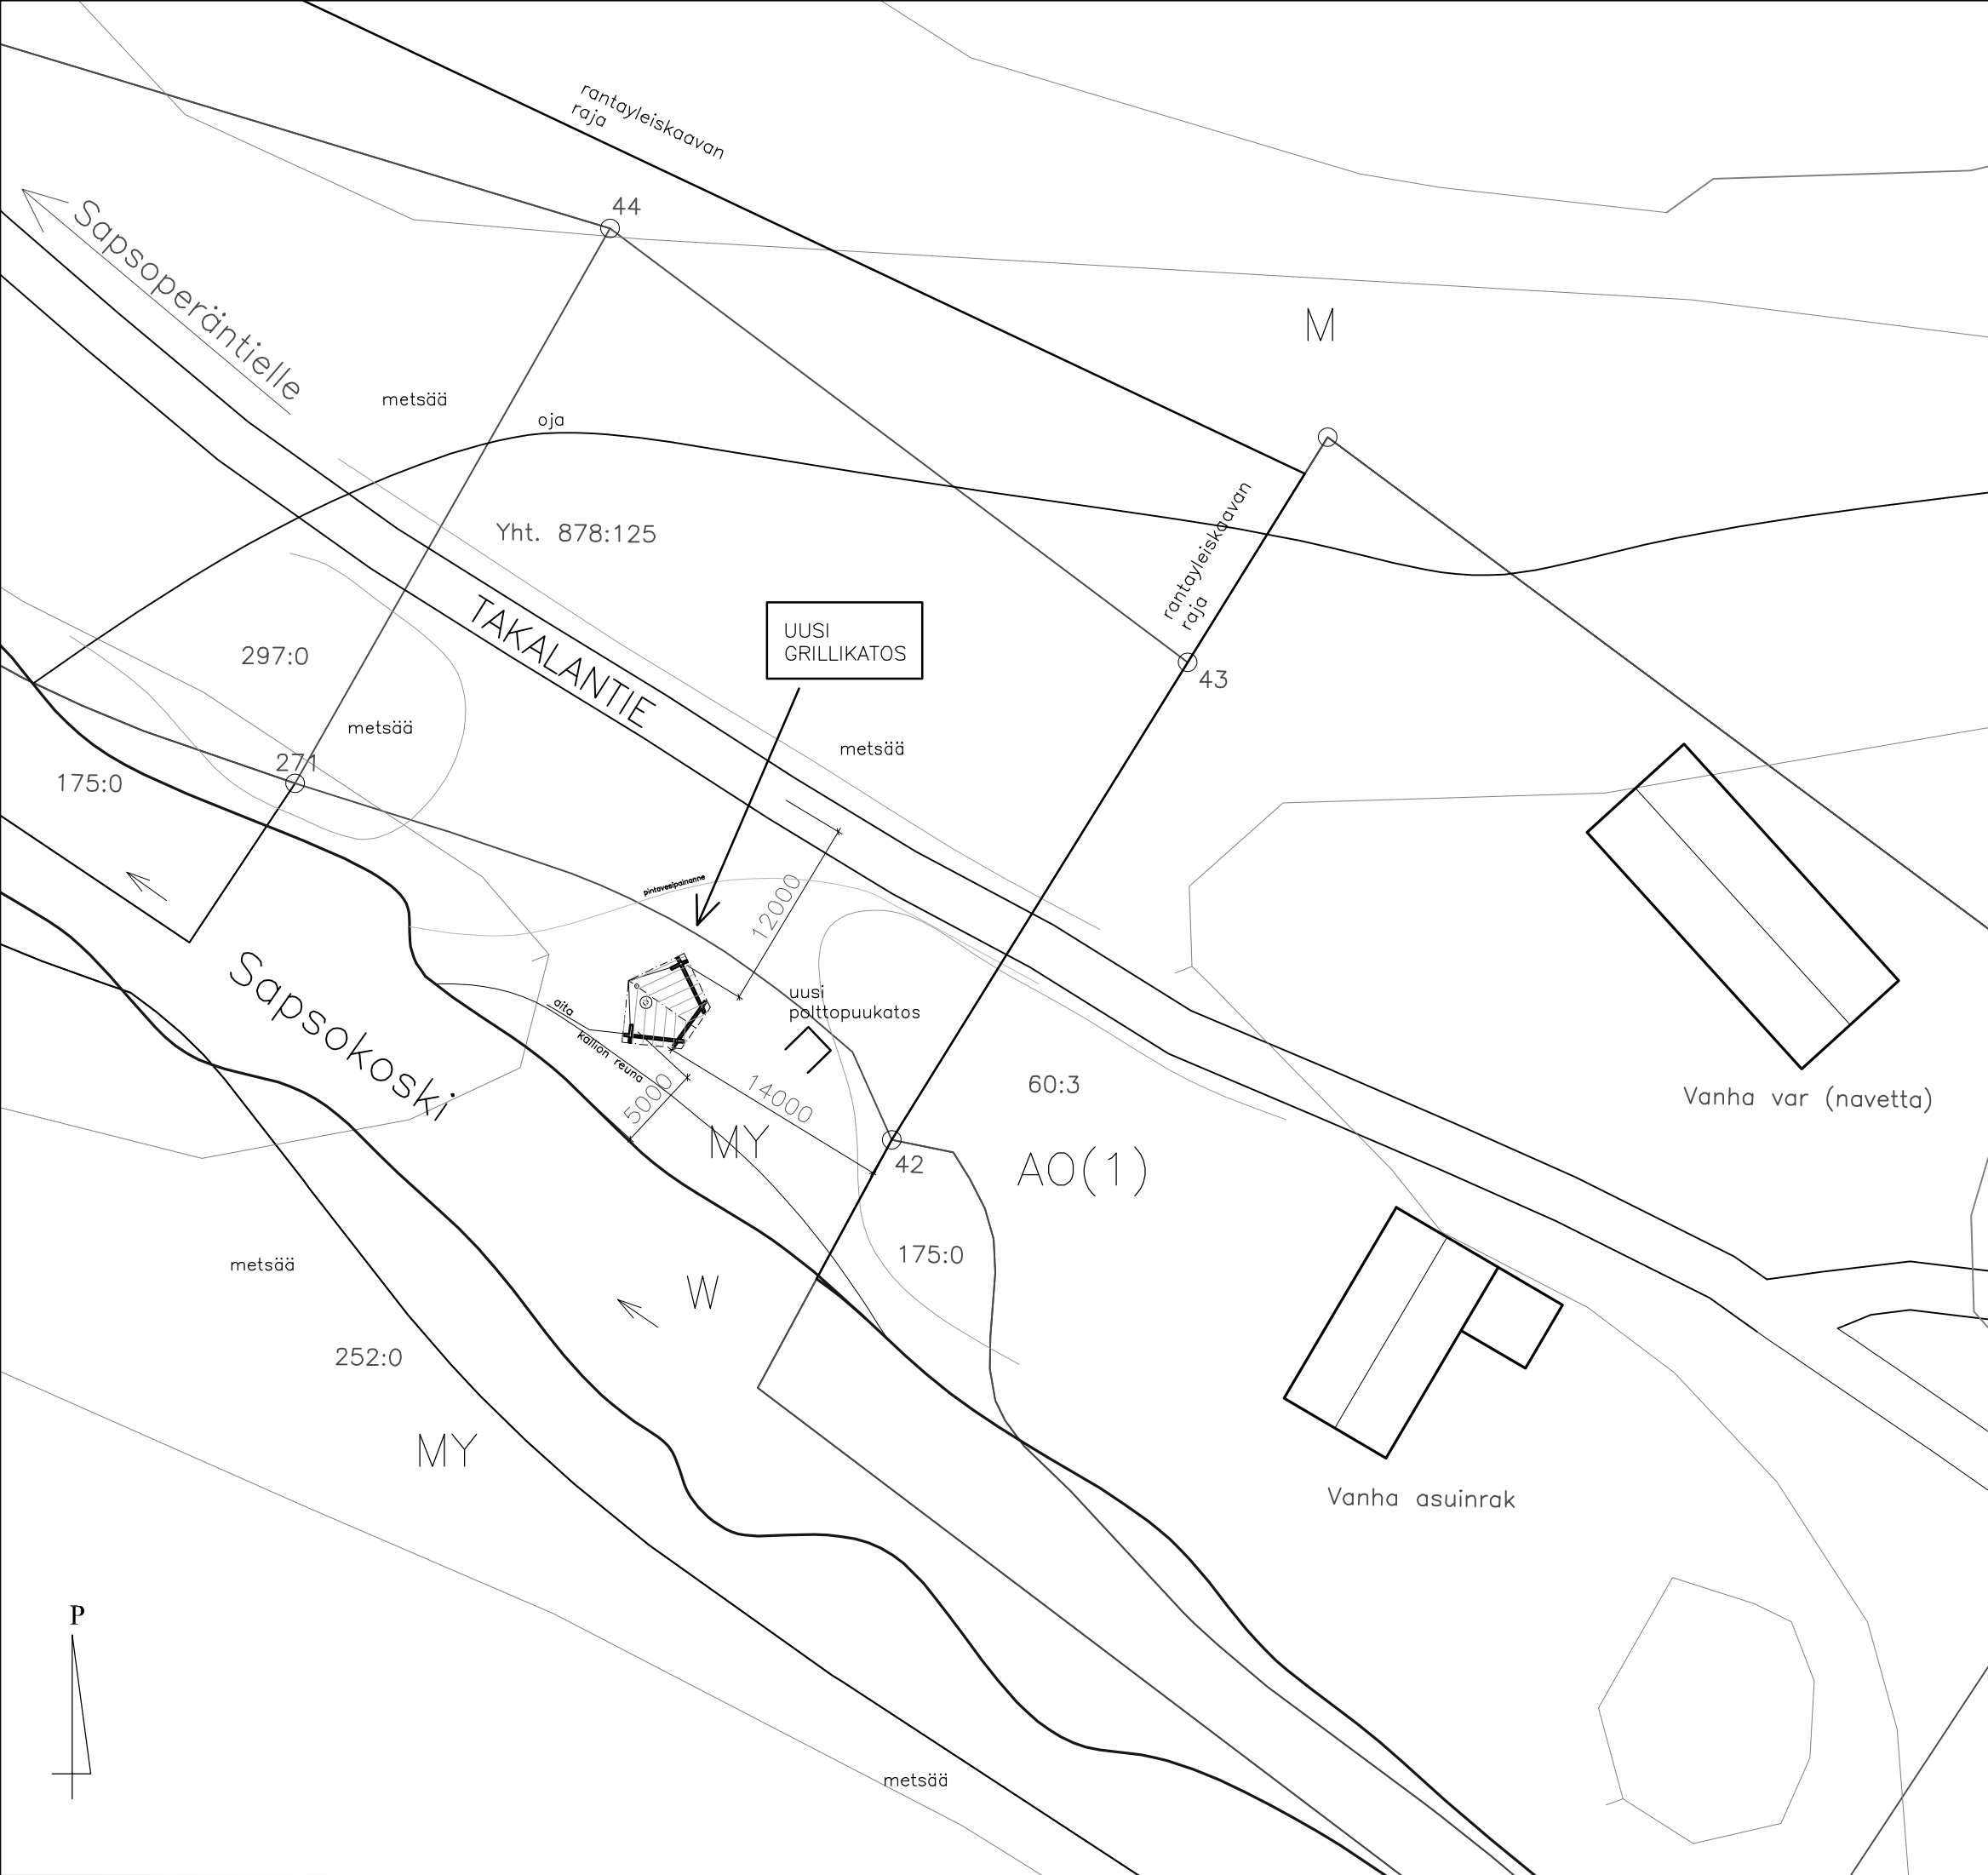 rantayleiskaavan
raja
44
Sapsoperäntielle
M
metsää
oja
rantayleiskaavan
raja
Yht. 878:125
TAKALANTIE
UUSI
GRILLIKATOS
297:0
43
metsää
metsää
271
175:0
pintavesipainanne
12000
Sapsokoski
uusi
polttopuukatos
aita
kallion reuna
5000
14000
60:3
Vanha var (navetta)
MY
42
AO(1)
175:0
metsää
W
252:0
MY
Vanha asuinrak
P
metsää